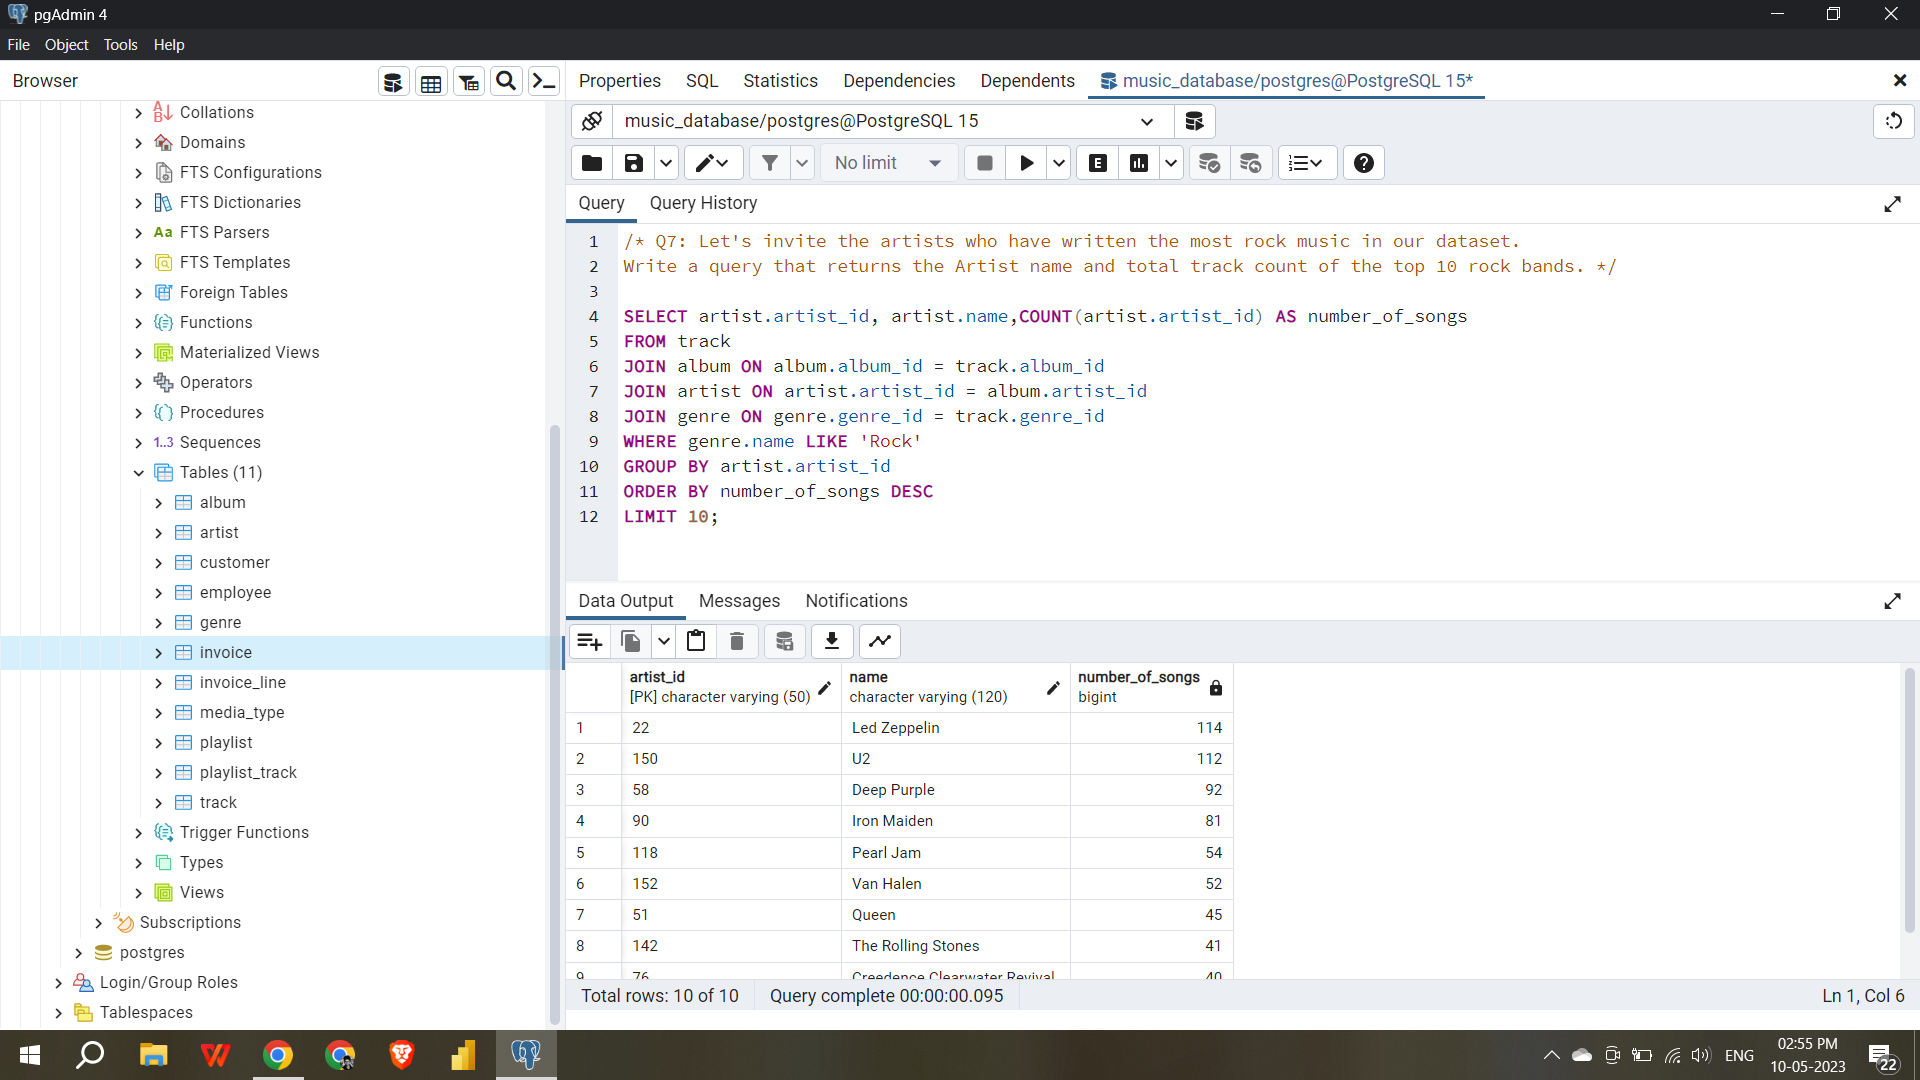 pgAdmin 4
File Object Tools Help
Browser
Properties SQL Statistics Dependencies Dependents music_database/postgres@PostgreSQL 15*
music_database/postgres@PostgreSQL 15
No limit
E
Query Query History
1 /* Q7: Let's invite the artists who have written the most rock music in our dataset.
2 Write a query that returns the Artist name and total track count of the top 10 rock bands. */
3
4 SELECT artist.artist_id, artist.name,COUNT(artist.artist_id) AS number_of_songs
5 FROM track
6 JOIN album ON album.album_id = track.album_id
7 JOIN artist ON artist.artist_id = album.artist_id
8 JOIN genre ON genre.genre_id = track.genre_id
9 WHERE genre.name LIKE 'Rock'
10 GROUP BY artist.artist_id
11 ORDER BY number_of_songs DESC
12 LIMIT 10;
Collations
Domains
FTS Configurations
FTS Dictionaries
Aa FTS Parsers
FTS Templates
Foreign Tables
Functions
Materialized Views
Operators
Procedures
1..3 Sequences
Tables (11)
album
artist
customer
employee
genre
invoice
invoice_line
media_type
playlist
playlist_track
track
Trigger Functions
Types
Views
Subscriptions
postgres
Login/Group Roles
Tablespaces
Data Output Messages Notifications
artist_id name number_of_songs
[PK] character varying (50) character varying (120) bigint
1 22 Led Zeppelin 114
2 150 U2 112
3 58 Deep Purple 92
4 90 Iron Maiden 81
5 118 Pearl Jam 54
6 152 Van Halen 52
7 51 Queen 45
8 142 The Rolling Stones 41
9 76 Creedence Clearwater Revival 40
Total rows: 10 of 10 Query complete 00:00:00.095 Ln 1, Col 6
ENG 02:55 PM
10-05-2023
22